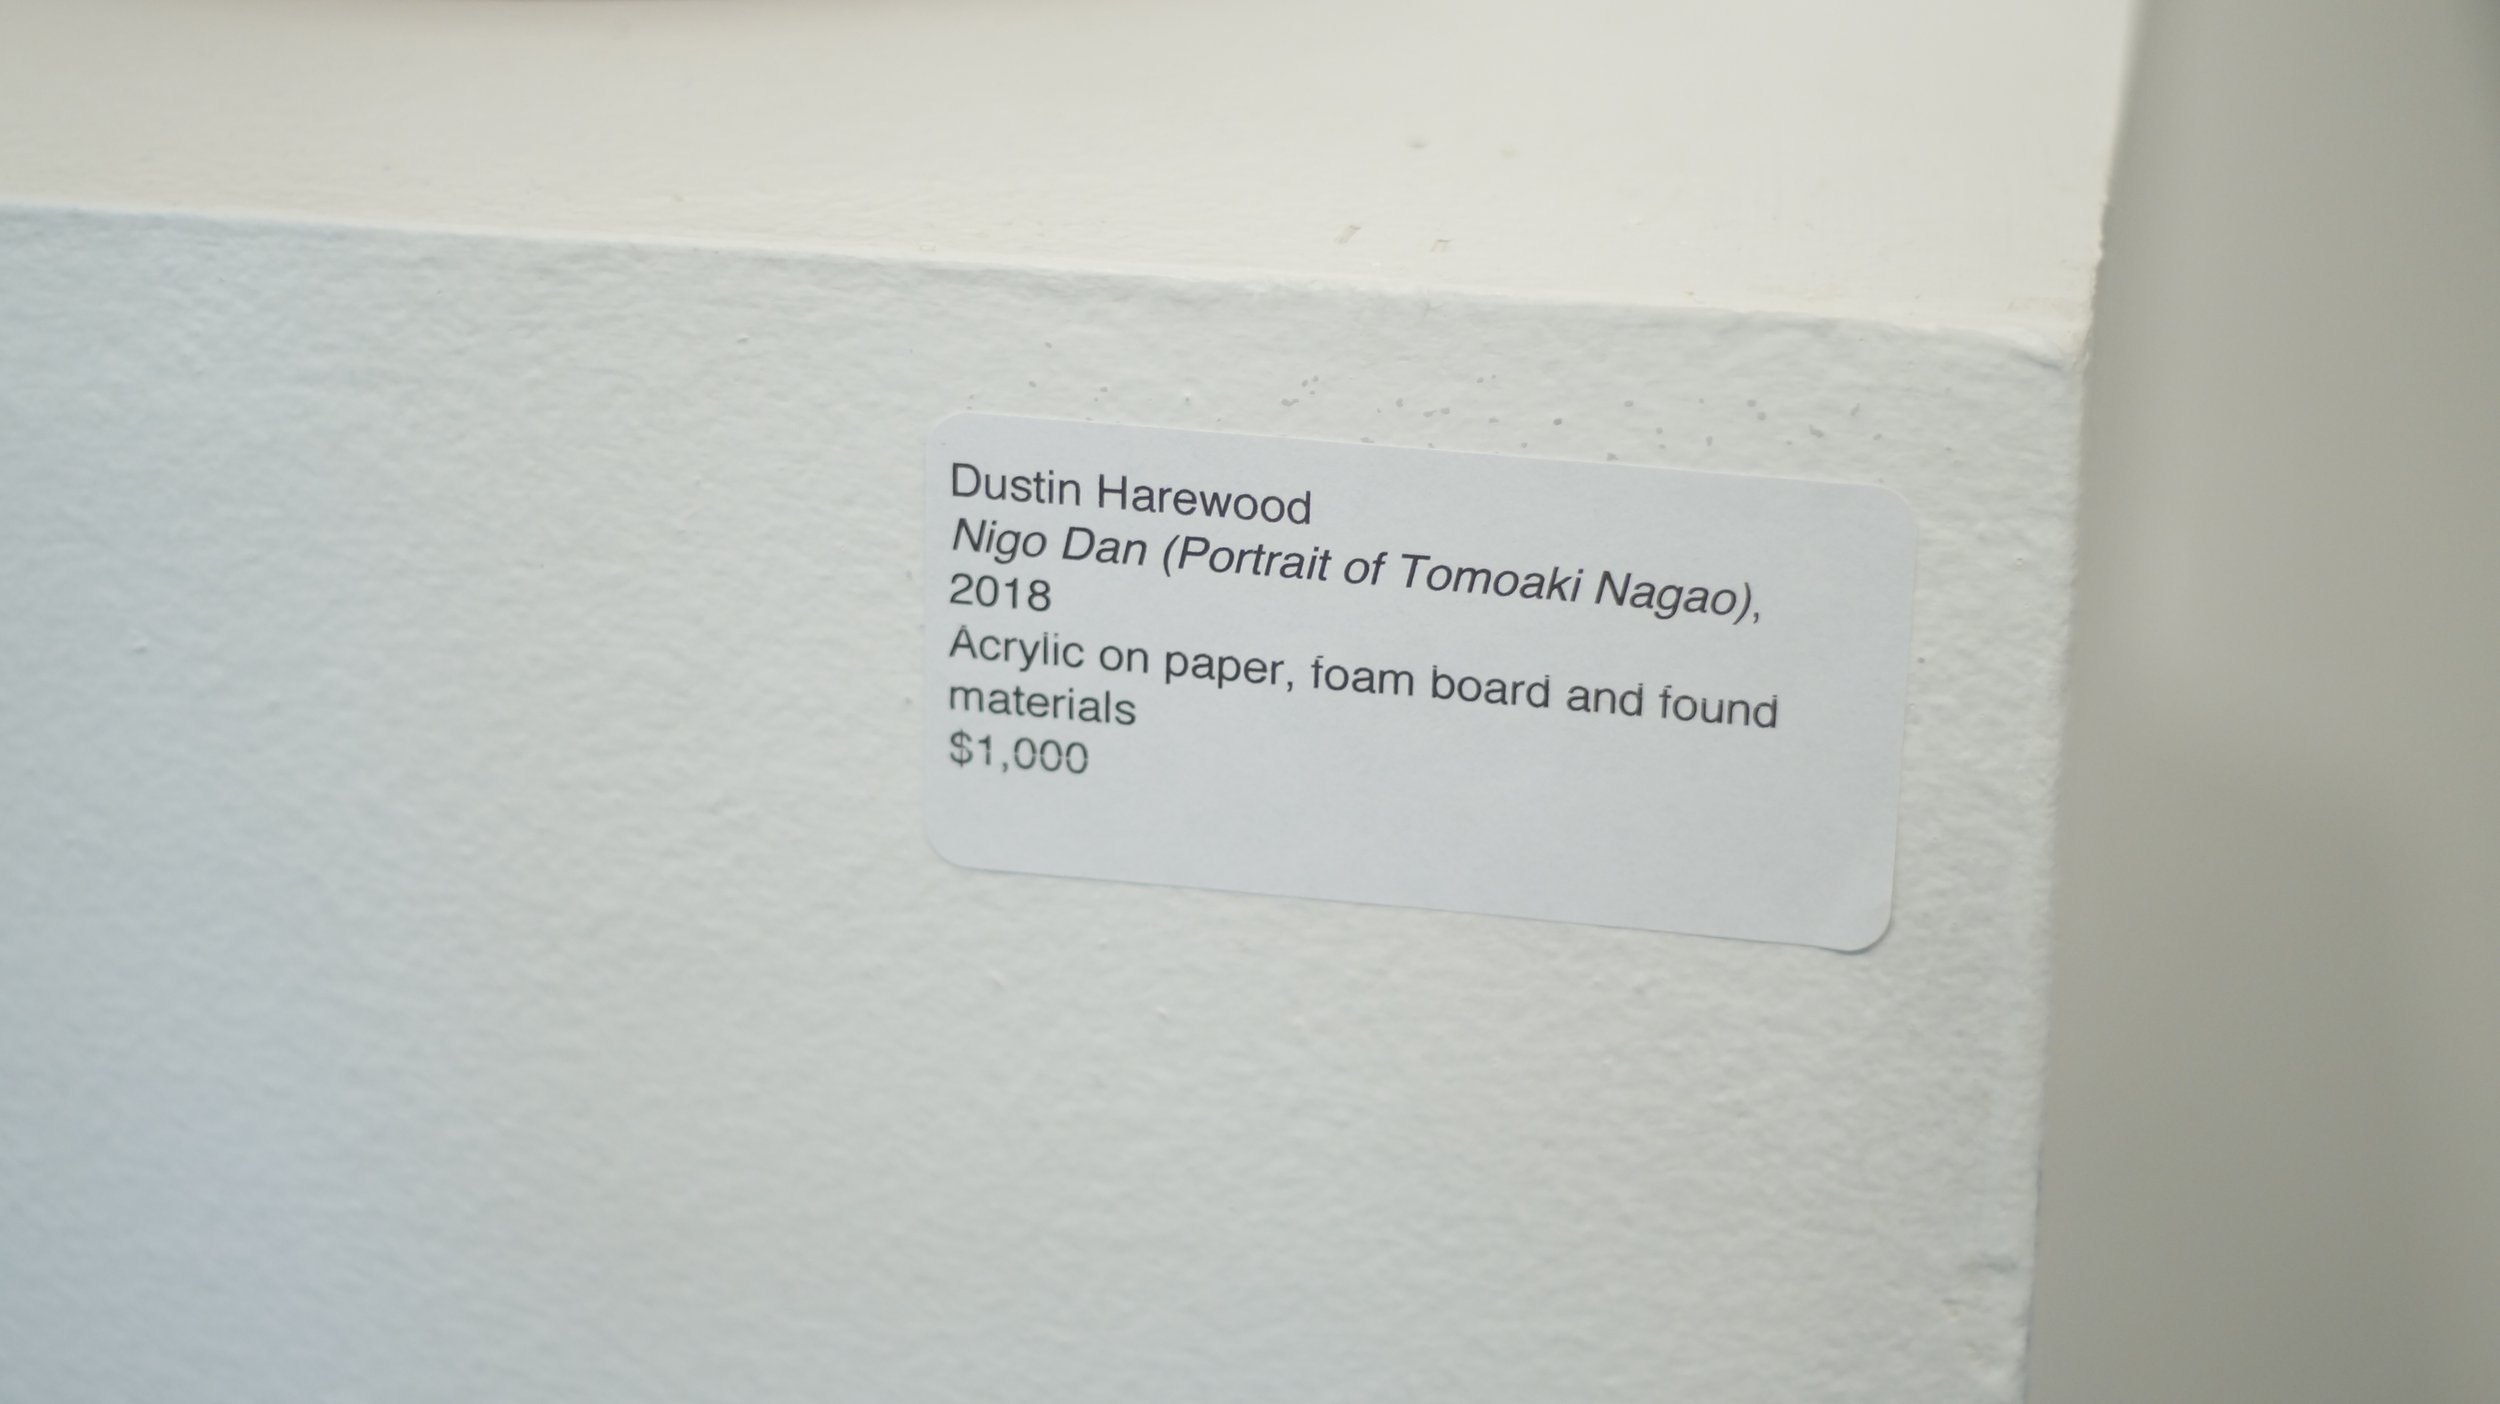 Dustin Harewood
Nigo Dan (Portrait of Tomoaki Nagao),
2018
Acrylic on paper, foam board and found
materials
$1,000